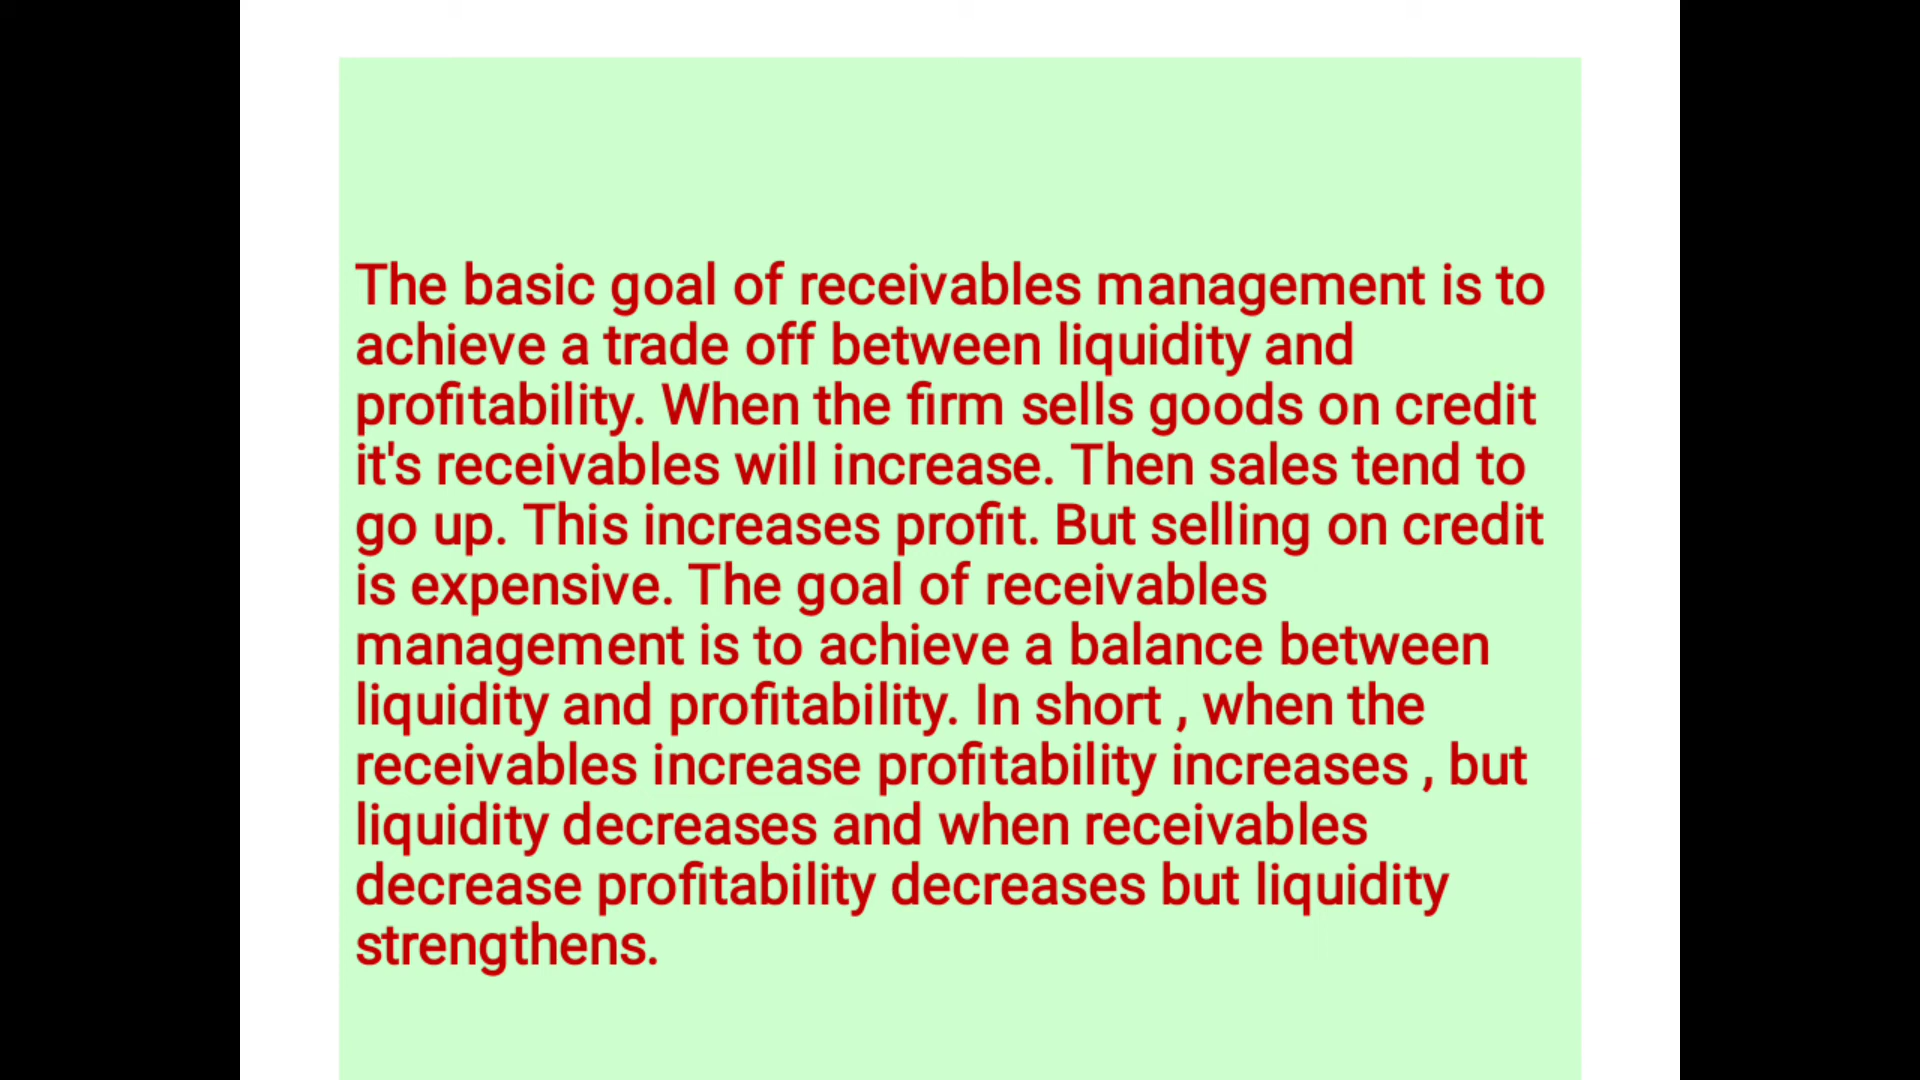 The basic goal of receivables management is to
achieve a trade off between liquidity and
profitability. When the firm sells goods on credit
it's receivables will increase. Then sales tend to
go up. This increases profit. But selling on credit
is expensive. The goal of receivables
management is to achieve a balance between
liquidity and profitability. In short , when the
receivables increase profitability increases , but
liquidity decreases and when receivables
decrease profitability decreases but liquidity
strengthens.